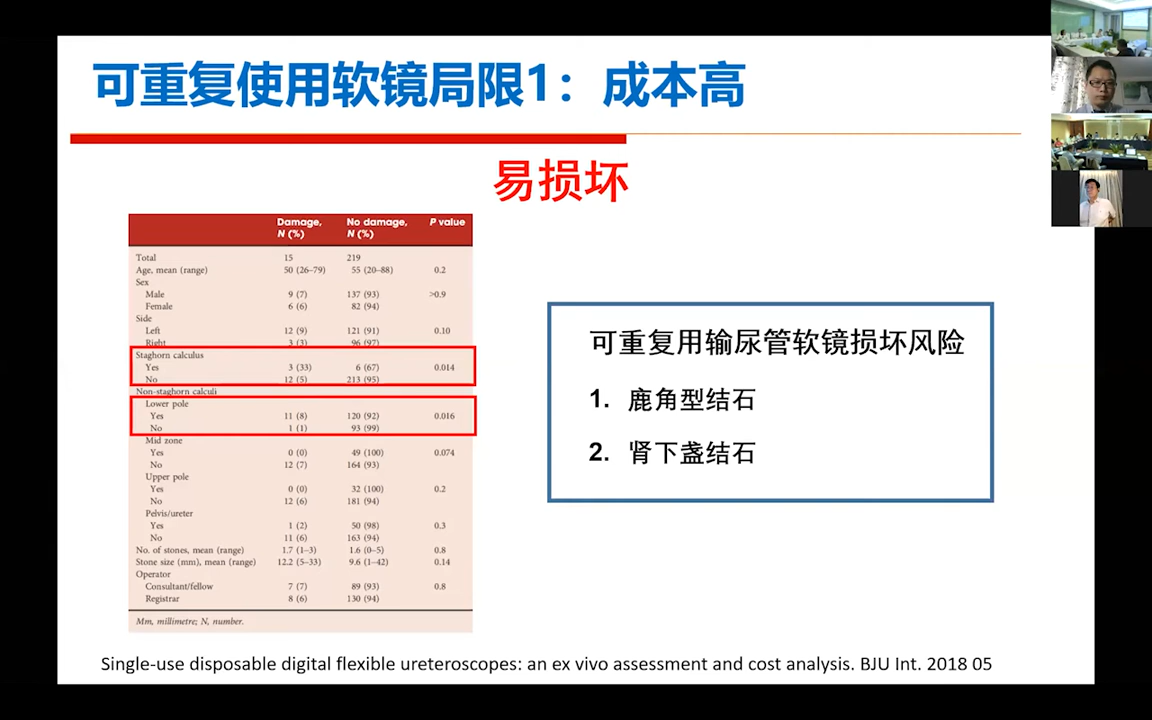 可重复使用软镜局限1：成本高
易损坏
Damage, N (%) No damage, N (%) P value
Total 15 219
Age, mean (range) 50 (26–79) 55 (20–88) 0.2
Sex
Male 9 (7) 137 (93) >0.9
Female 6 (6) 82 (94)
Side
Left 12 (9) 121 (91) 0.10
Right 3 (3) 96 (97)
Staghorn calculus
Yes 3 (33) 6 (67) 0.014
No 12 (5) 213 (95)
Non-staghorn calculi
Lower pole
Yes 11 (8) 120 (92) 0.016
No 1 (1) 93 (99)
Mid zone
Yes 0 (0) 49 (100) 0.074
No 12 (7) 164 (93)
Upper pole
Yes 0 (0) 32 (100) 0.2
No 12 (6) 181 (94)
Pelvis/ureter
Yes 1 (2) 50 (98) 0.3
No 11 (6) 163 (94)
No. of stones, mean (range) 1.7 (1–3) 1.6 (0–5) 0.8
Stone size (mm), mean (range) 12.2 (5–33) 9.6 (1–42) 0.14
Operator
Consultant/fellow 7 (7) 89 (93) 0.8
Registrar 8 (6) 130 (94)
Mm, millimetre; N, number.
可重复用输尿管软镜损坏风险
1. 鹿角型结石
2. 肾下盏结石
Single-use disposable digital flexible ureteroscopes: an ex vivo assessment and cost analysis. BJU Int. 2018 05